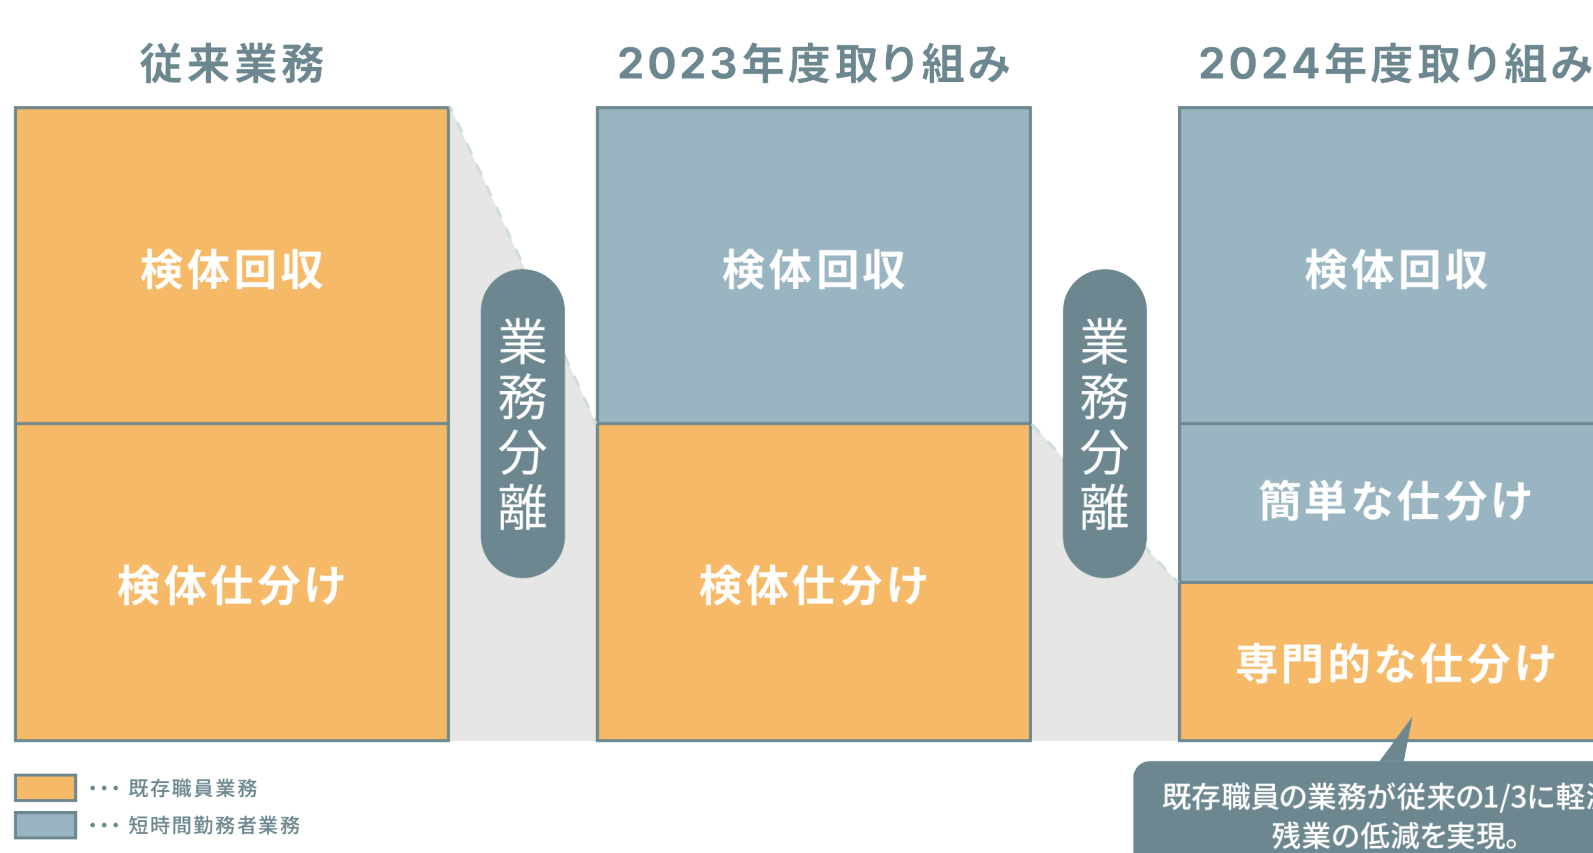 従来業務
2023年度取り組み
2024年度取り組み
検体回収
検体仕分け
業務分離
検体回収
検体仕分け
業務分離
検体回収
簡単な仕分け
専門的な仕分け
･･･ 既存職員業務
･･･ 短時間勤務者業務
既存職員の業務が従来の1/3に軽
残業の低減を実現。